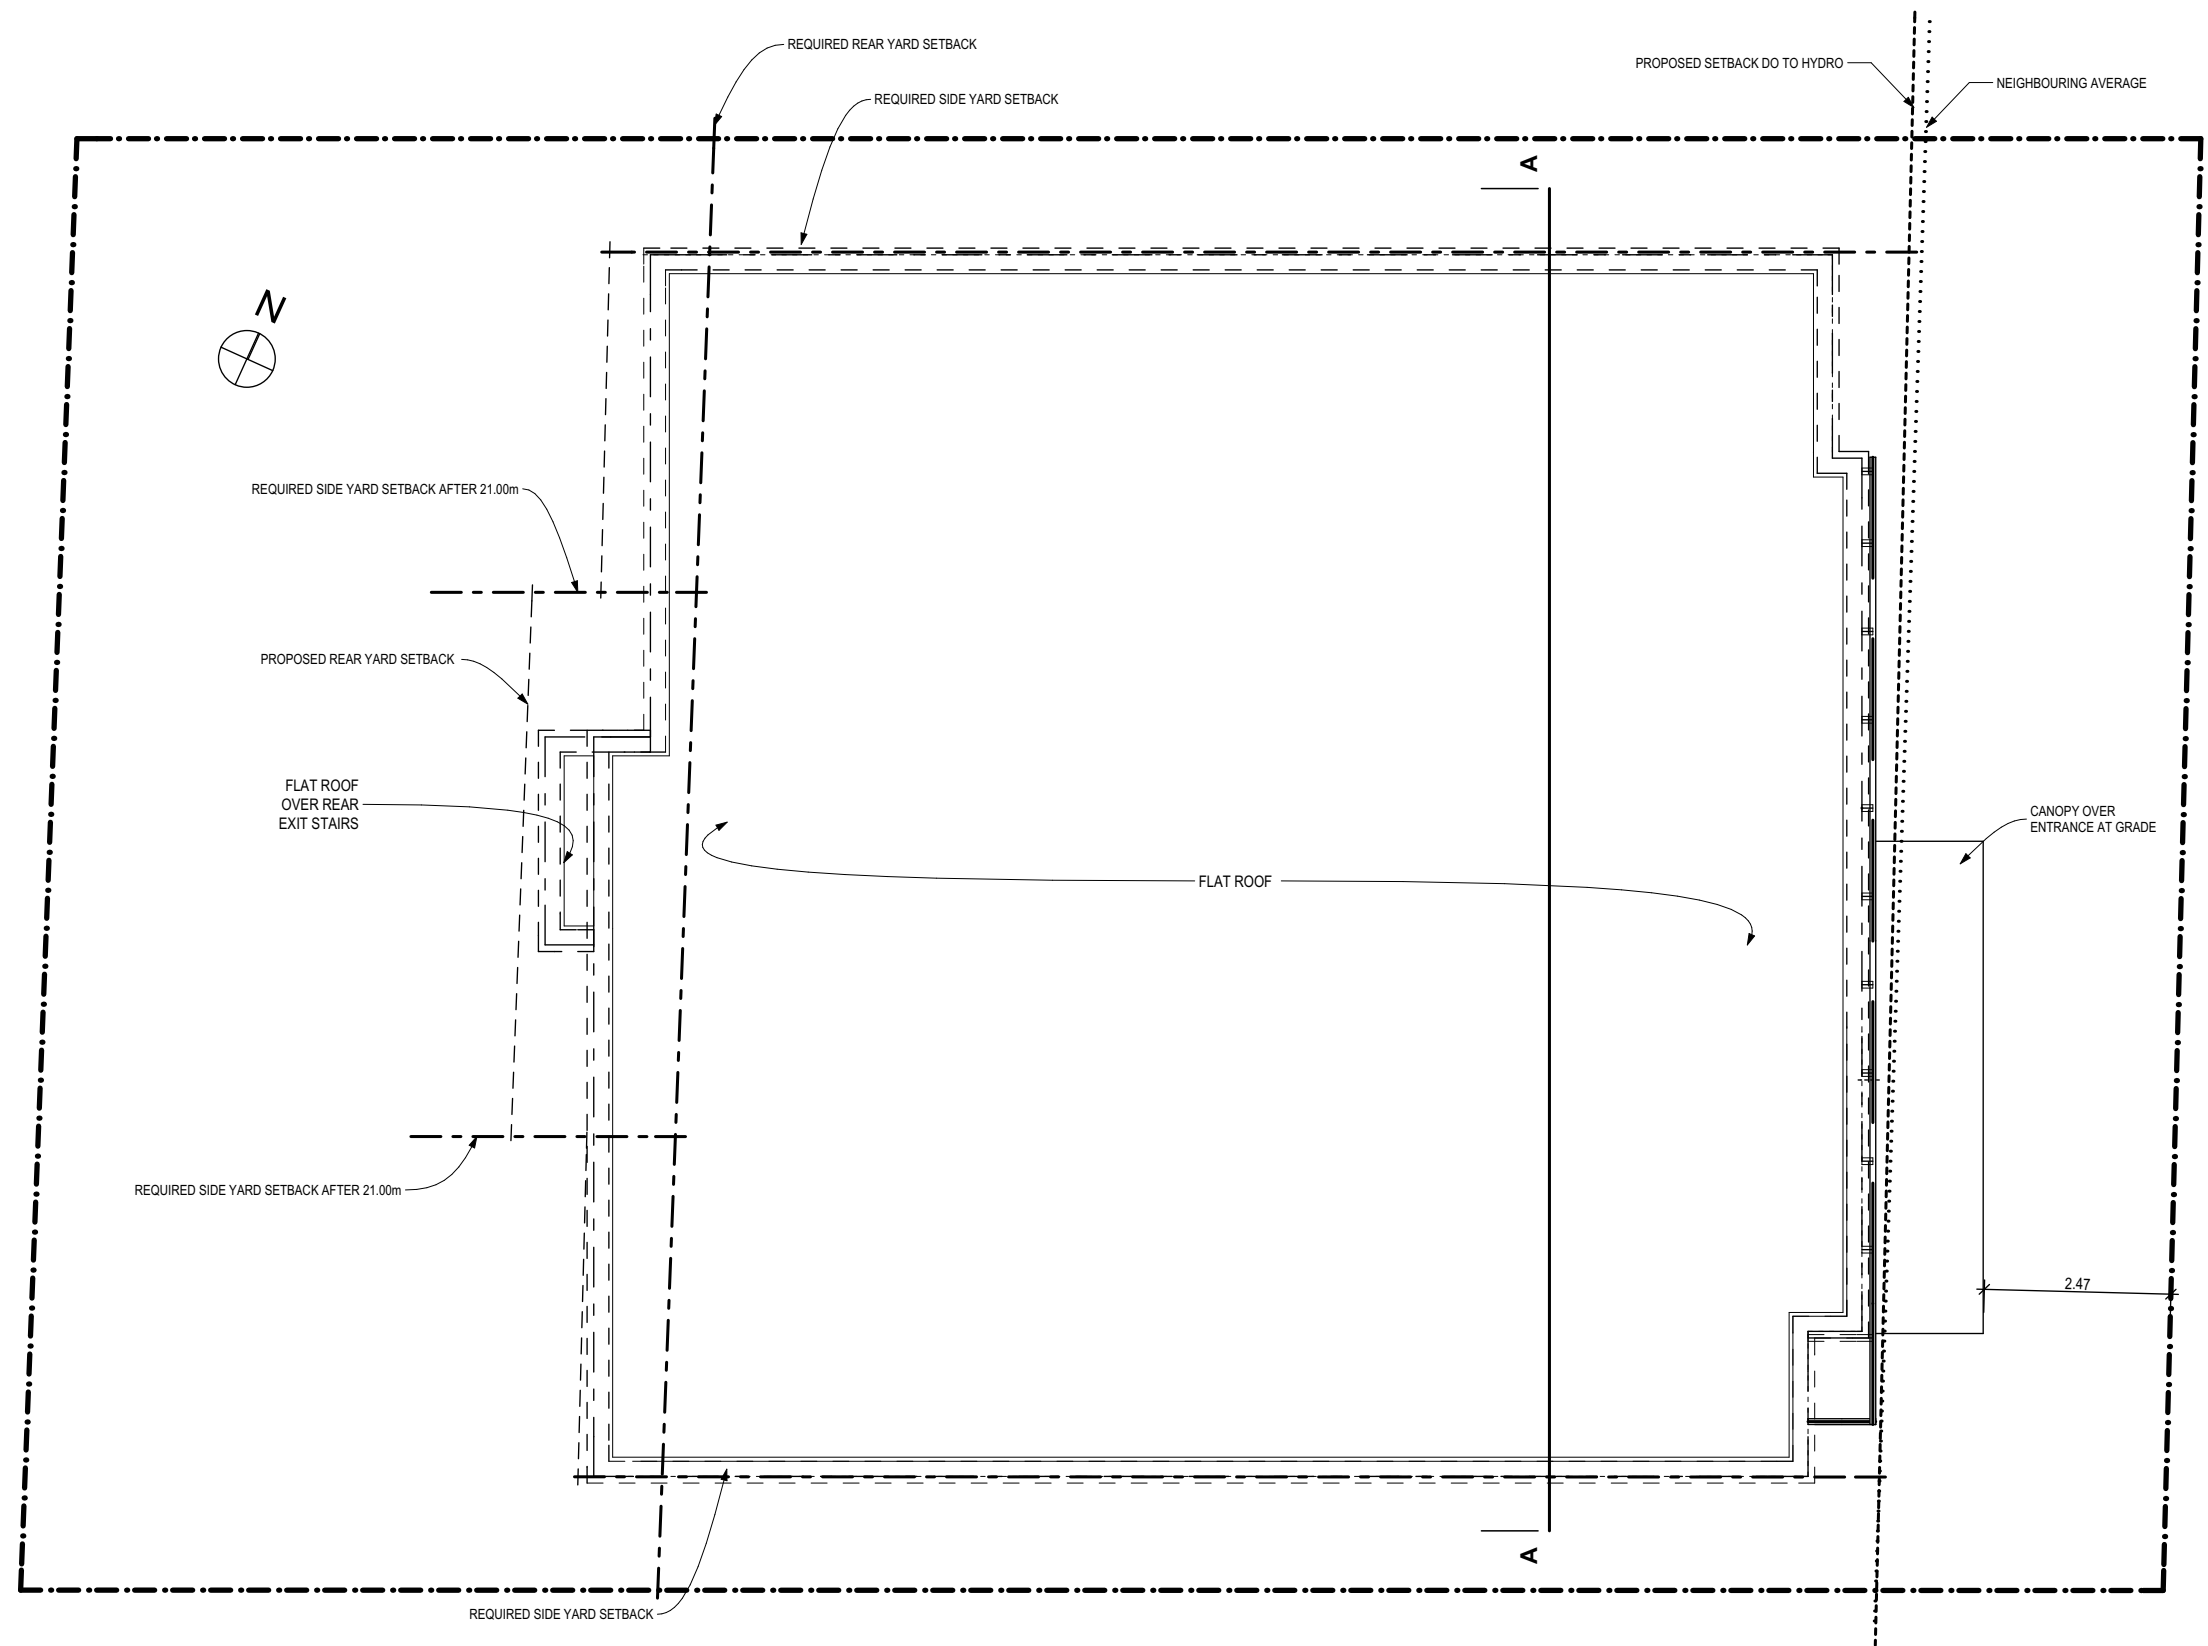 REQUIRED REAR YARD SETBACK
PROPOSED SETBACK DO TO HYDRO
NEIGHBOURING AVERAGE
REQUIRED SIDE YARD SETBACK
A
N
REQUIRED SIDE YARD SETBACK AFTER 21.00m
PROPOSED REAR YARD SETBACK
FLAT ROOF
OVER REAR
EXIT STAIRS
CANOPY OVER
ENTRANCE AT GRADE
FLAT ROOF
REQUIRED SIDE YARD SETBACK AFTER 21.00m
2.47
A
REQUIRED SIDE YARD SETBACK